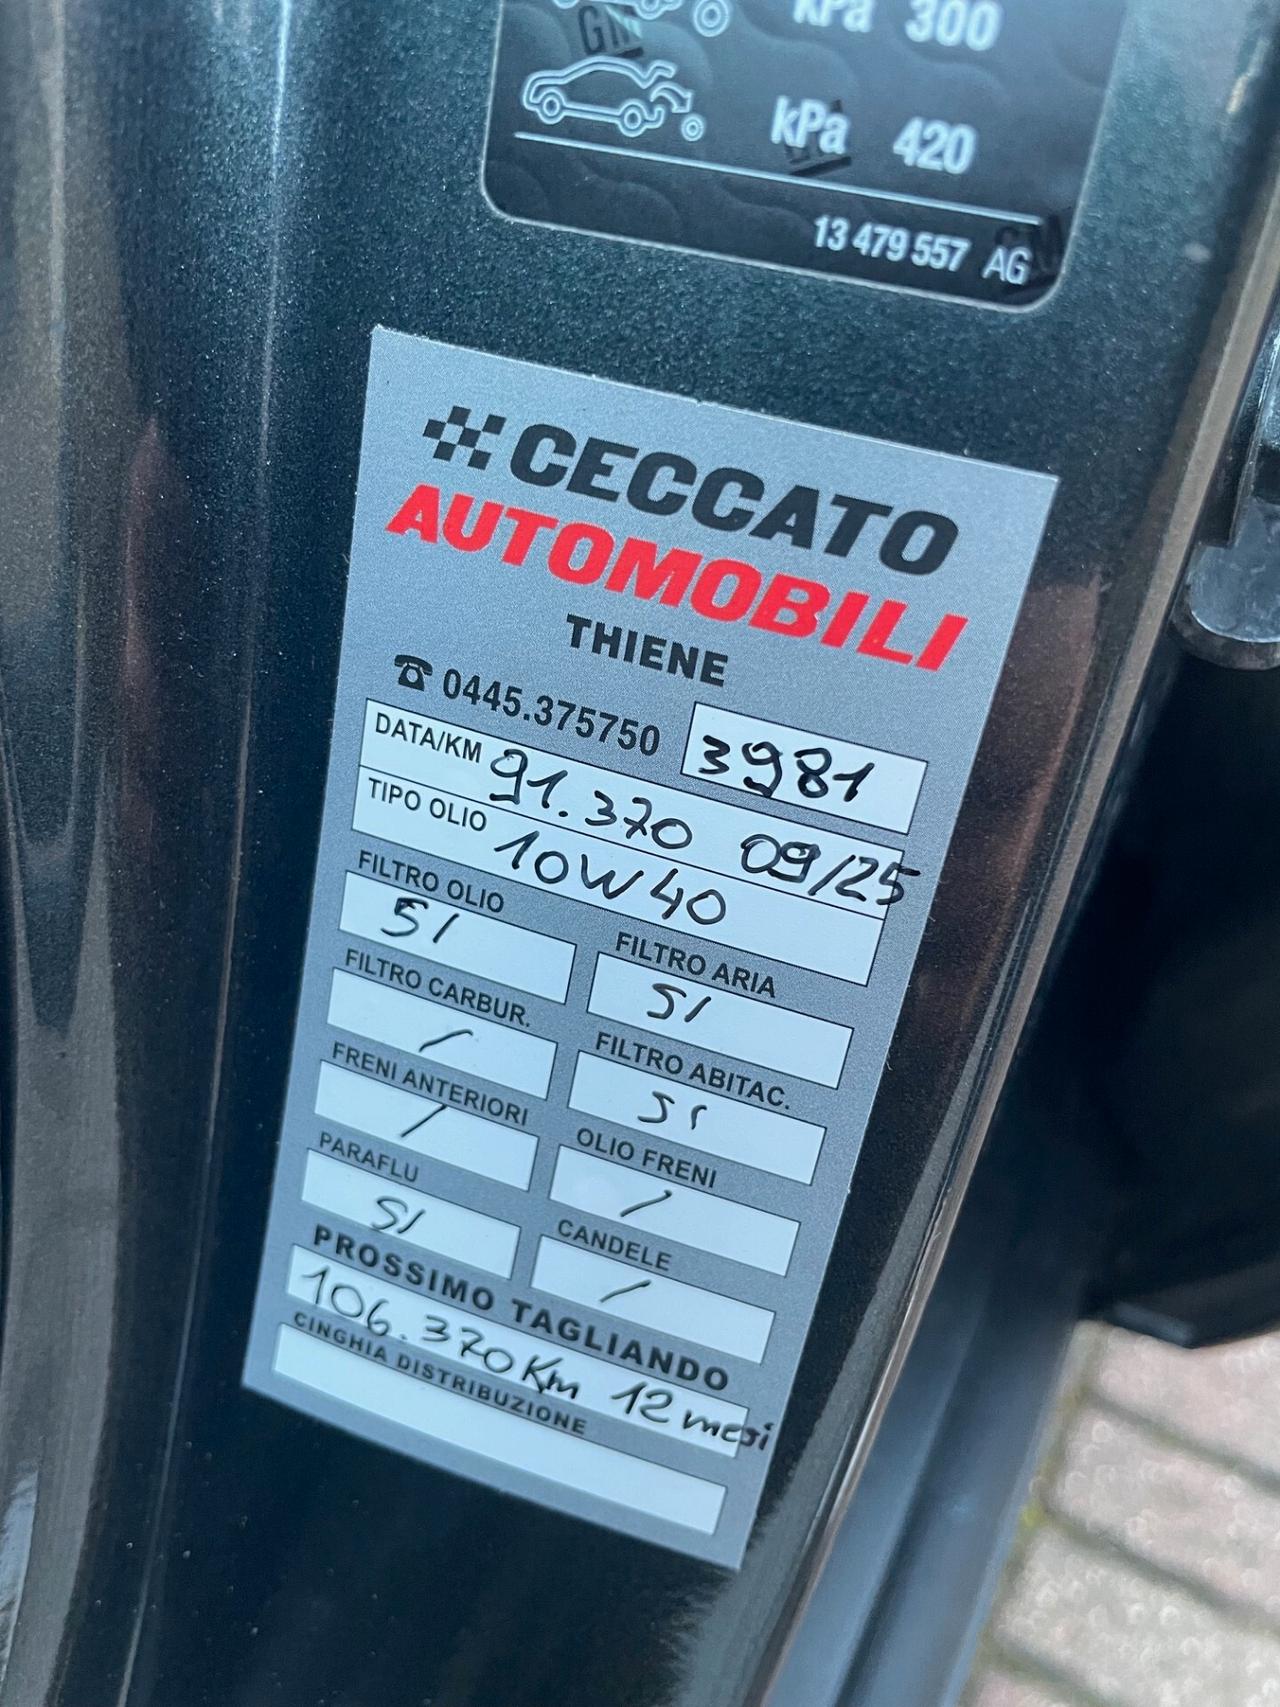 GM
kPa 300
kPa 420
13 479 557 AG
CECCATO
AUTOMOBILI
THIENE
☎ 0445.375750 3981
DATA/KM 91.370 09/25
TIPO OLIO 10W40
FILTRO OLIO SI
FILTRO ARIA SI
FILTRO CARBUR. /
FILTRO ABITAC. SI
FRENI ANTERIORI /
OLIO FRENI /
PARAFLU SI
CANDELE /
PROSSIMO TAGLIANDO
106.370 Km 12 mesi
CINGHIA DISTRIBUZIONE